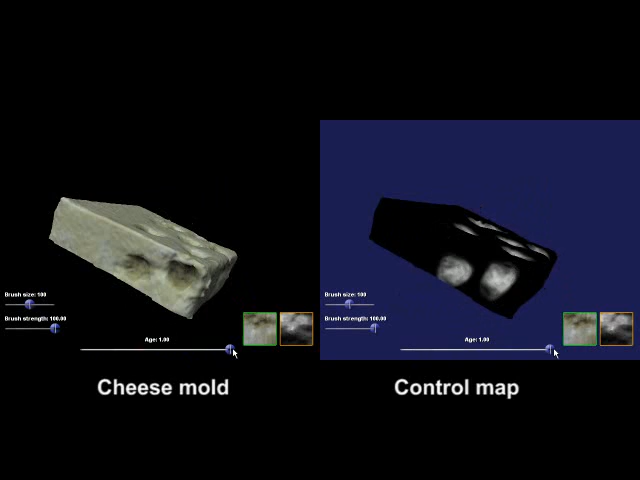 Brush size: 100
Brush strength: 100.00
Age: 1.00
Cheese mold
Brush size: 100
Brush strength: 100.00
Age: 1.00
Control map